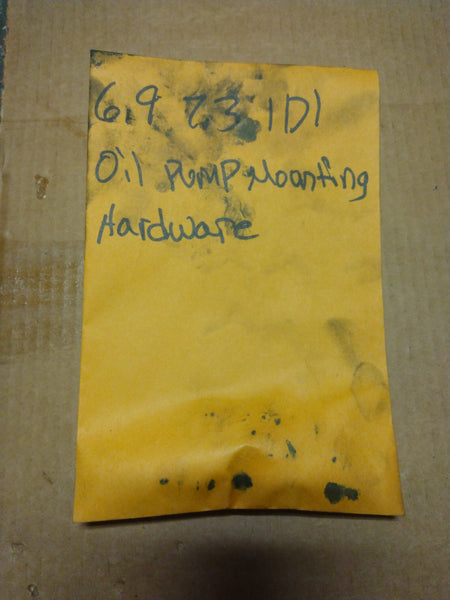 6.9 7.3 IDI
Oil PUMP Mounting
Hardware